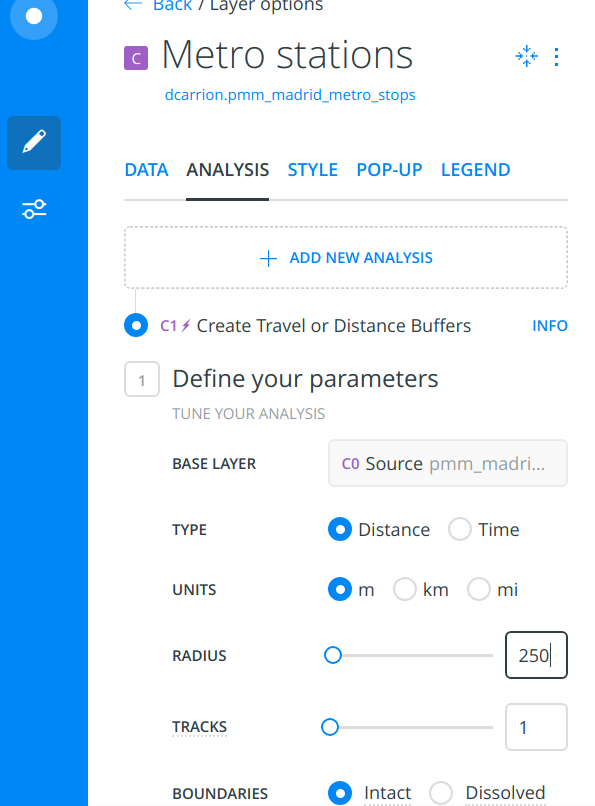 ← Back / Layer options
C Metro stations
dcarrion.pmm_madrid_metro_stops
DATA ANALYSIS STYLE POP-UP LEGEND
+ ADD NEW ANALYSIS
C1⚡ Create Travel or Distance Buffers INFO
1 Define your parameters
TUNE YOUR ANALYSIS
BASE LAYER C0 Source pmm_madri...
TYPE Distance Time
UNITS m km mi
RADIUS 250
TRACKS 1
BOUNDARIES Intact Dissolved